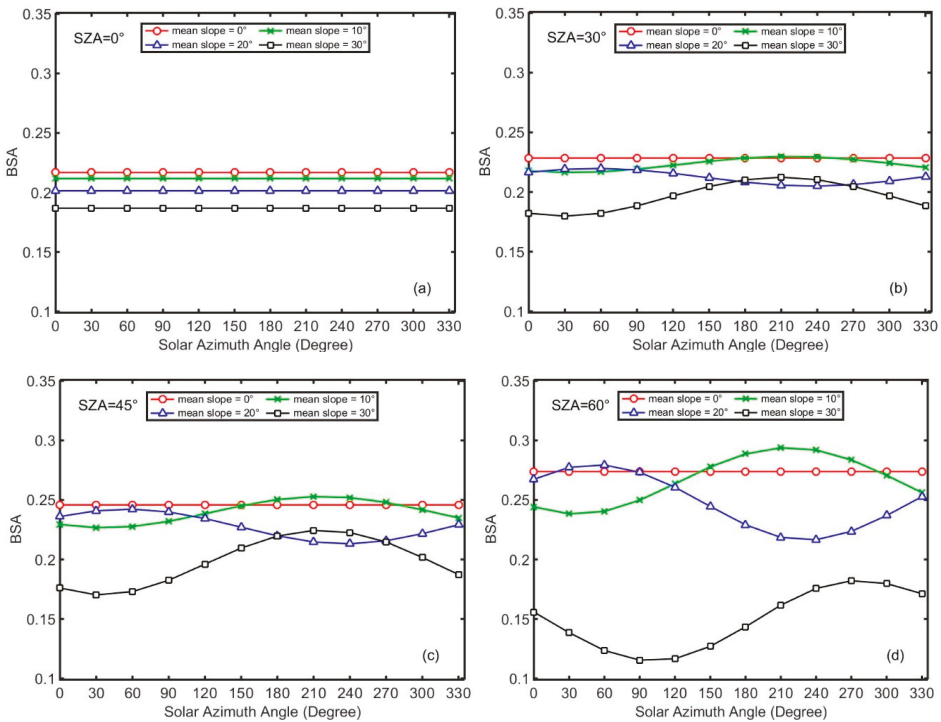 SZA=0°
mean slope = 0° mean slope = 10°
mean slope = 20° mean slope = 30°
0.35
0.3
0.25
0.2
0.15
0.1
BSA
(a)
0 30 60 90 120 150 180 210 240 270 300 330
Solar Azimuth Angle (Degree)
SZA=30°
mean slope = 0° mean slope = 10°
mean slope = 20° mean slope = 30°
0.35
0.3
0.25
0.2
0.15
0.1
BSA
(b)
0 30 60 90 120 150 180 210 240 270 300 330
Solar Azimuth Angle (Degree)
SZA=45°
mean slope = 0° mean slope = 10°
mean slope = 20° mean slope = 30°
0.35
0.3
0.25
0.2
0.15
0.1
BSA
(c)
0 30 60 90 120 150 180 210 240 270 300 330
Solar Azimuth Angle (Degree)
SZA=60°
mean slope = 0° mean slope = 10°
mean slope = 20° mean slope = 30°
0.35
0.3
0.25
0.2
0.15
0.1
BSA
(d)
0 30 60 90 120 150 180 210 240 270 300 330
Solar Azimuth Angle (Degree)